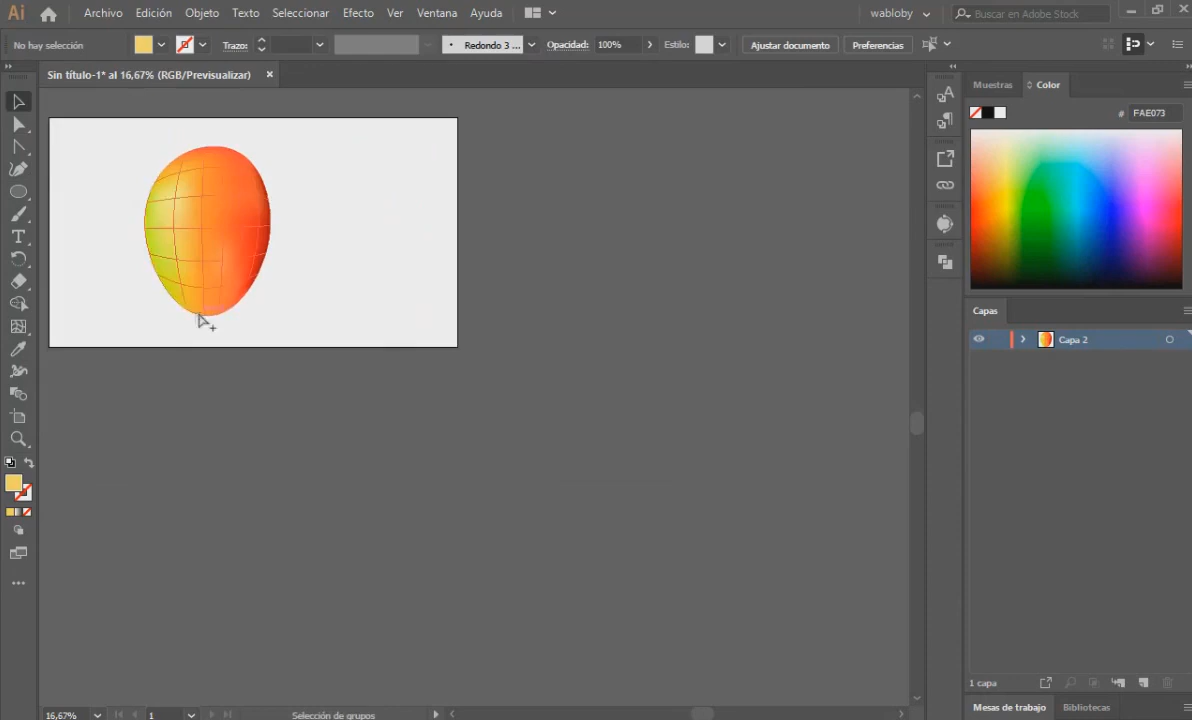 Ai Archivo Edición Objeto Texto Seleccionar Efecto Ver Ventana Ayuda wabloby Buscar en Adobe Stock
No hay selección Trazo: Redondo 3 ... Opacidad: 100% Estilo: Ajustar documento Preferencias
Sin título-1* al 16,67% (RGB/Previsualizar)
Muestras Color
# FAE073
Capas
Capa 2
1 capa
Mesas de trabajo Bibliotecas
16,67% 1 Selección de grupos